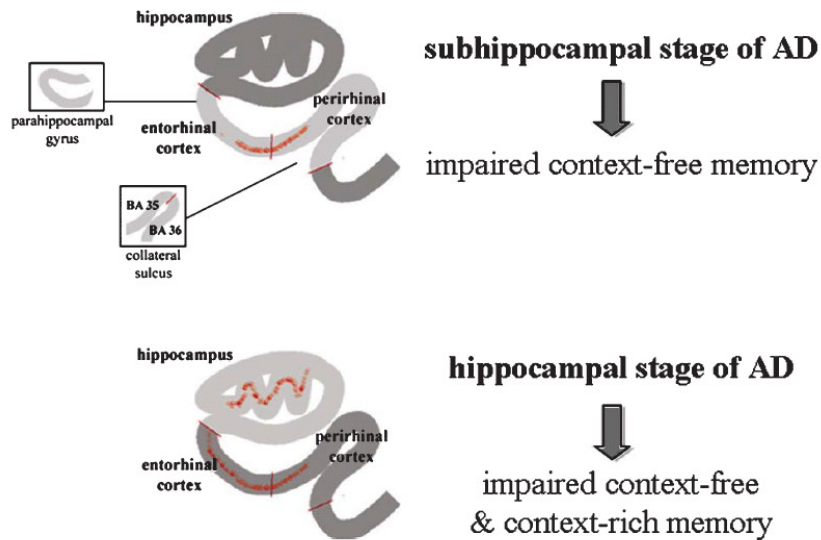 hippocampus
subhippocampal stage of AD
perirhinal
cortex
parahippocampal
gyrus
entorhinal
cortex
impaired context-free memory
BA 35
BA 36
collateral
sulcus
hippocampus
hippocampal stage of AD
perirhinal
cortex
entorhinal
cortex
impaired context-free
& context-rich memory